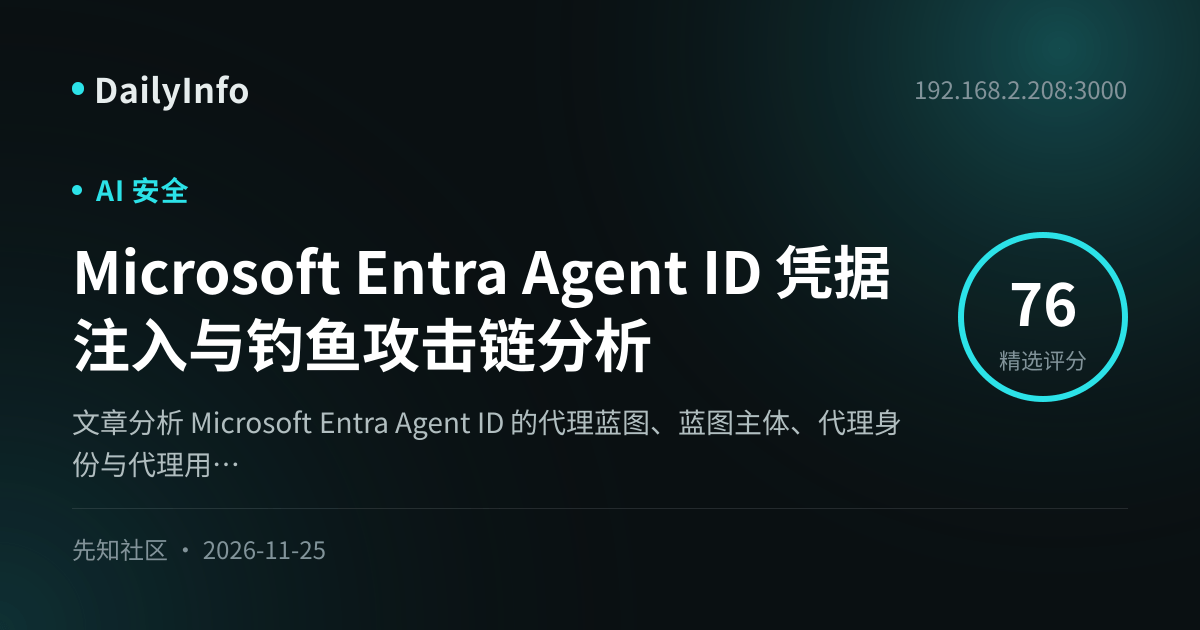 DailyInfo
192.168.2.208:3000
AI 安全
Microsoft Entra Agent ID 凭据
注入与钓鱼攻击链分析
76
精选评分
文章分析 Microsoft Entra Agent ID 的代理蓝图、蓝图主体、代理身
份与代理用…
先知社区 • 2026-11-25